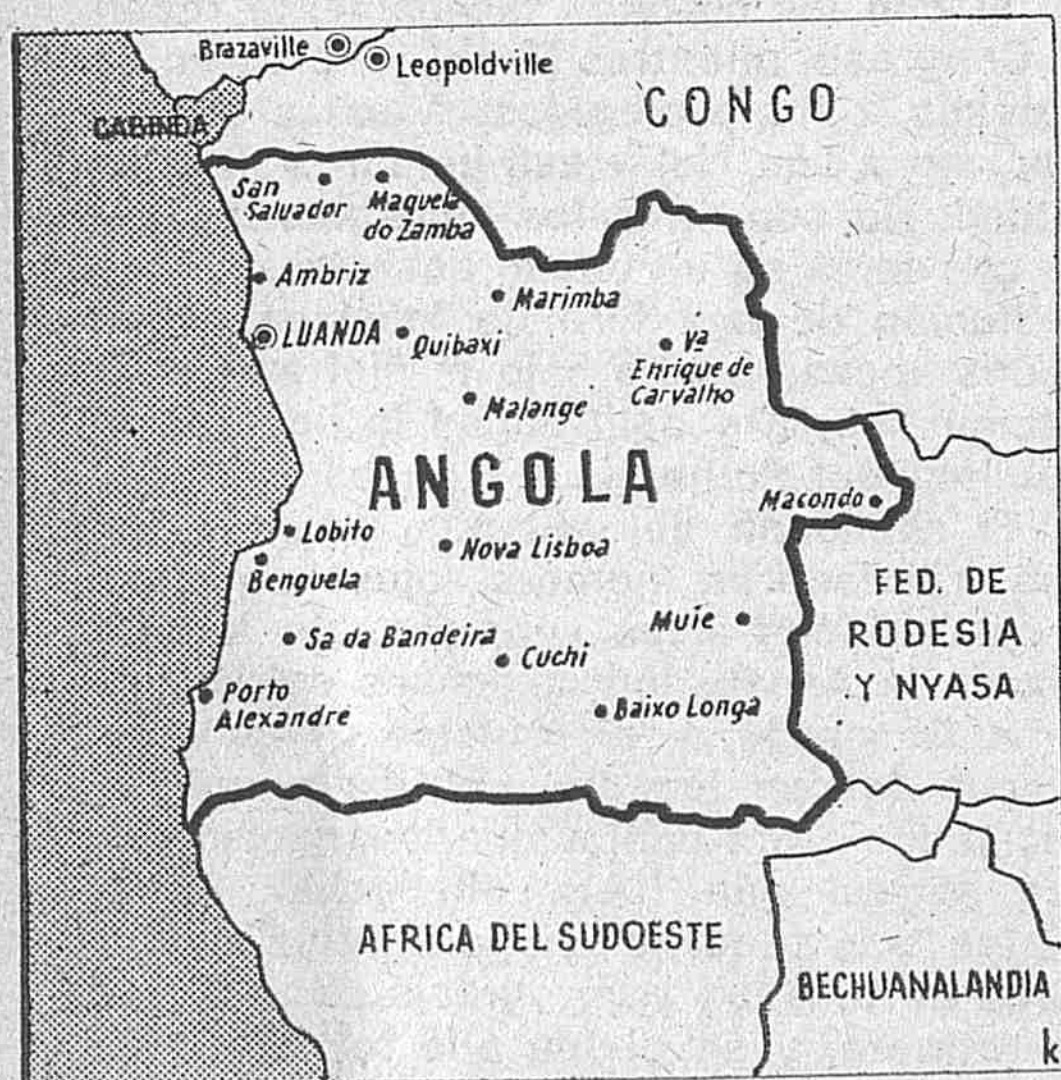 Brazaville
Leopoldville
CONGO
CABINDA
San
Salvador
Maquela
do Zamba
Ambriz
Marimba
LUANDA
Quibaxi
Vª
Enrique de
Carvalho
Malange
ANGOLA
Macondo
Lobito
Nova Lisboa
Benguela
FED. DE
RODESIA
Y NYASA
Muíe
Sa da Bandeira
Cuchi
Porto
Alexandre
Baixo Longa
AFRICA DEL SUDOESTE
BECHUANALANDIA
k